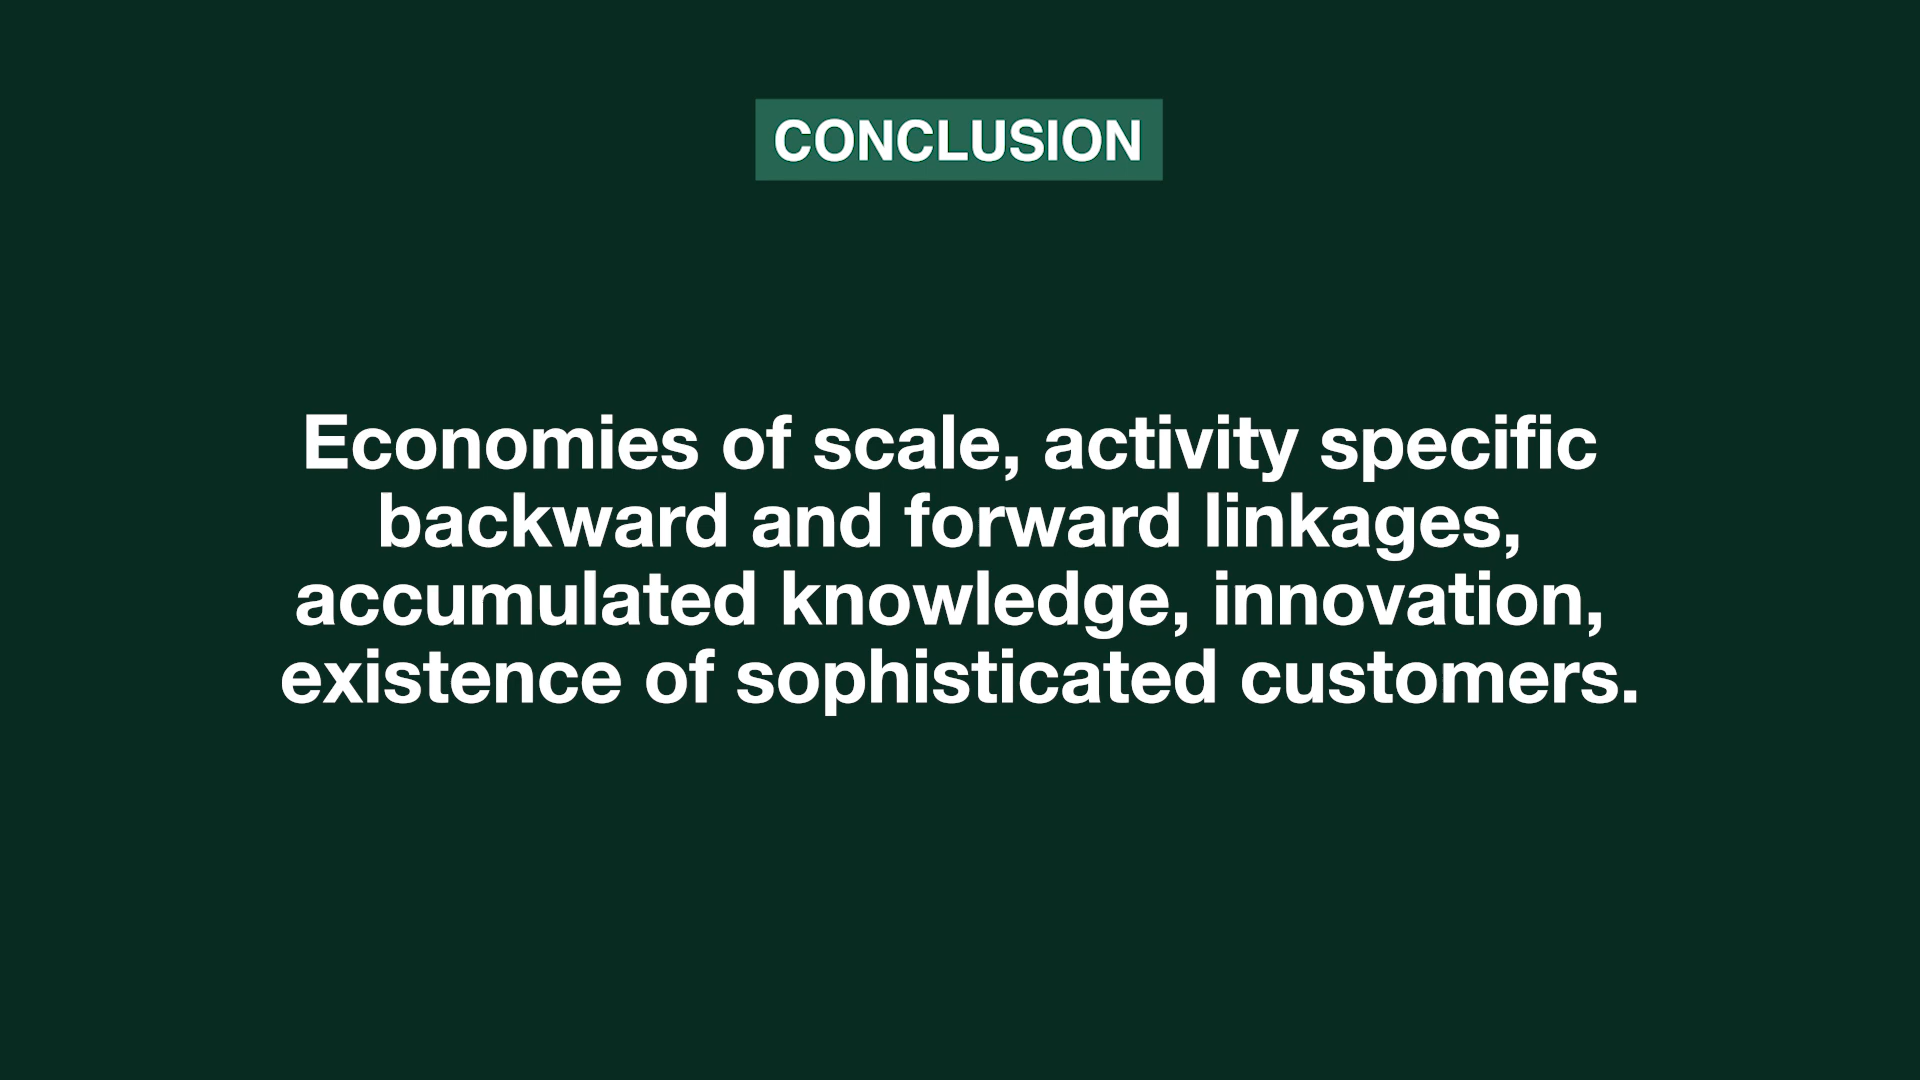 CONCLUSION
Economies of scale, activity specific
backward and forward linkages,
accumulated knowledge, innovation,
existence of sophisticated customers.